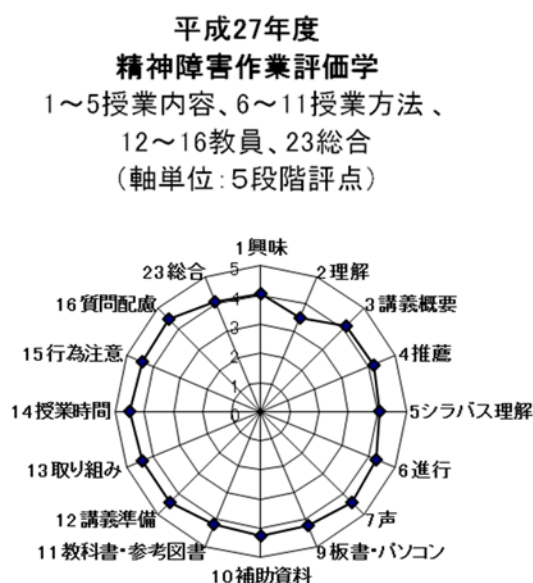 平成27年度
精神障害作業評価学
1～5授業内容、6～11授業方法、
12～16教員、23総合
（軸単位：5段階評点）
1興味
23総合
5
2理解
16質問配慮
4
3講義概要
3
15行為注意
2
4推薦
1
14授業時間
0
5シラバス理解
13取り組み
6進行
12講義準備
7声
11教科書・参考図書
9板書・パソコン
10補助資料